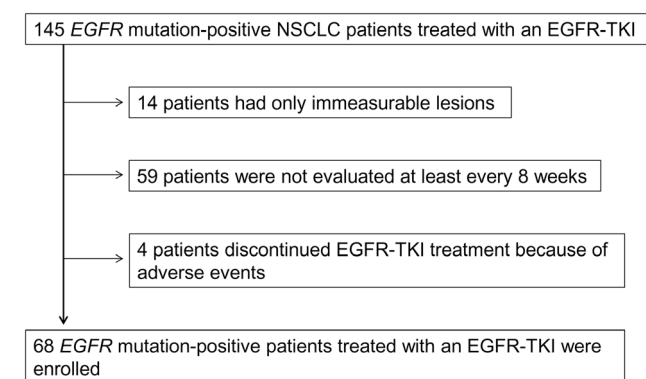 145 EGFR mutation-positive NSCLC patients treated with an EGFR-TKI
14 patients had only immeasurable lesions
59 patients were not evaluated at least every 8 weeks
4 patients discontinued EGFR-TKI treatment because of
adverse events
68 EGFR mutation-positive patients treated with an EGFR-TKI were
enrolled